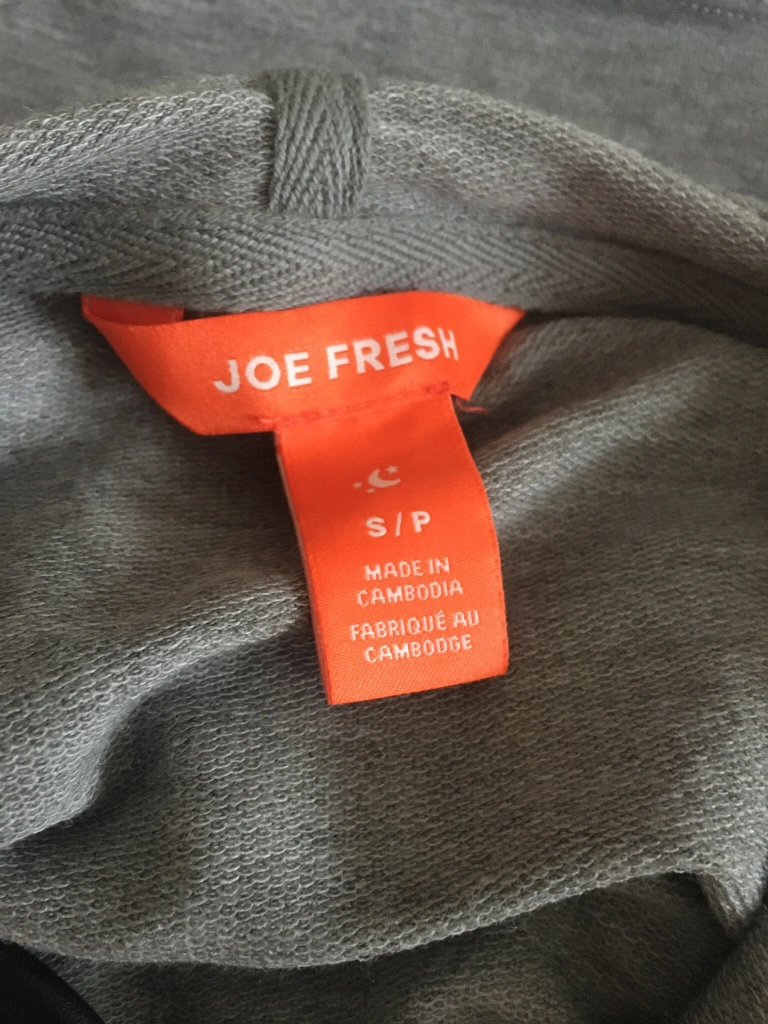 JOE FRESH
S/P
MADE IN
CAMBODIA
FABRIQUÉ AU
CAMBODGE